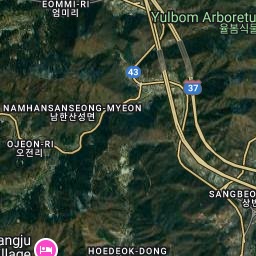 EOMMI-RI
엄미리
Yulbom Arboretu
율봄식물
43
37
NAMHANSANSEONG-MYEON
남한산성면
OJEON-RI
오전리
SANGBEO
상번
angju
illage
HOEDEOK-DONG